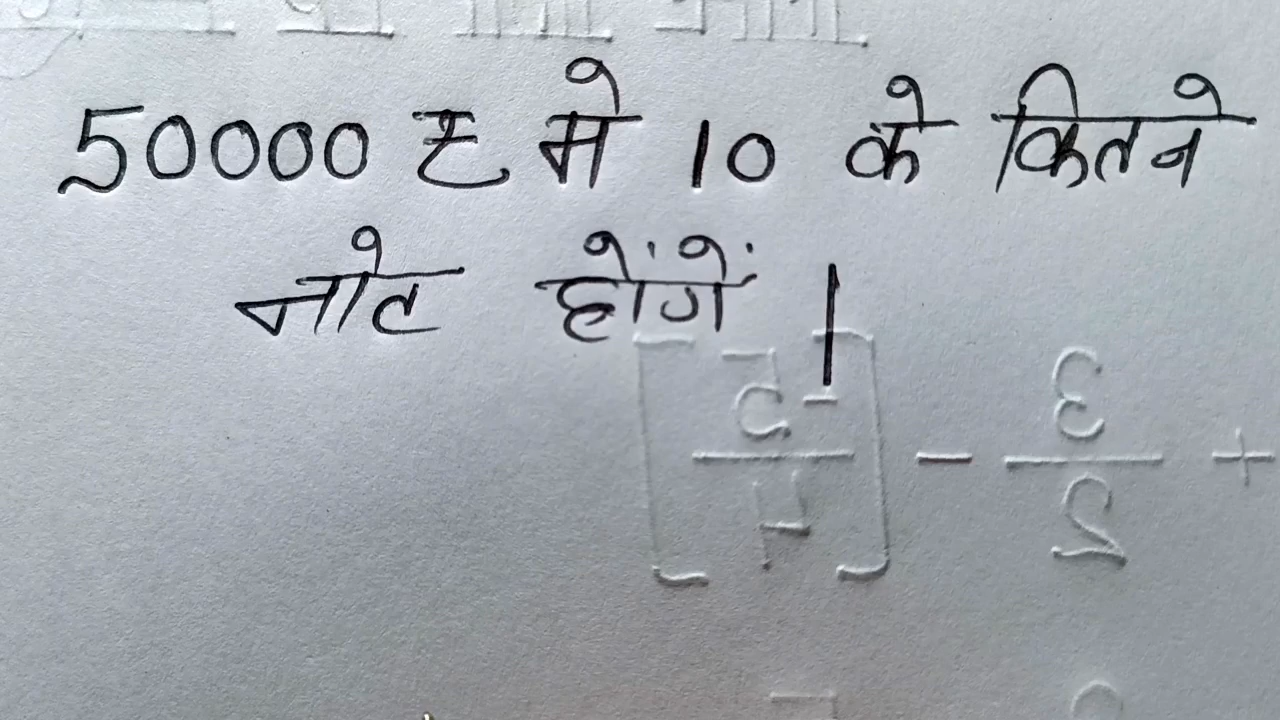 50000 ₹ मे 10 के कितने
नोट होंगें |